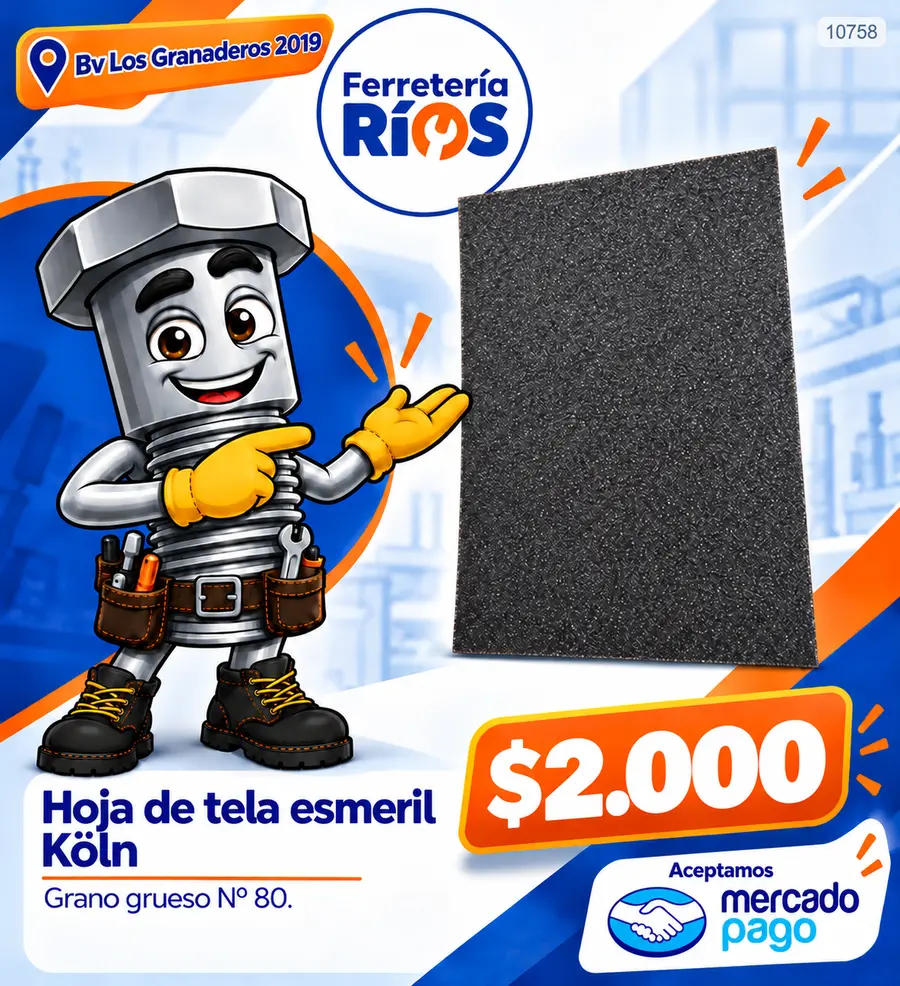 Bv Los Granaderos 2019
Ferretería
Ríos
10758
$2.000
Hoja de tela esmeril
Köln
Grano grueso Nº 80.
Aceptamos
mercado
pago